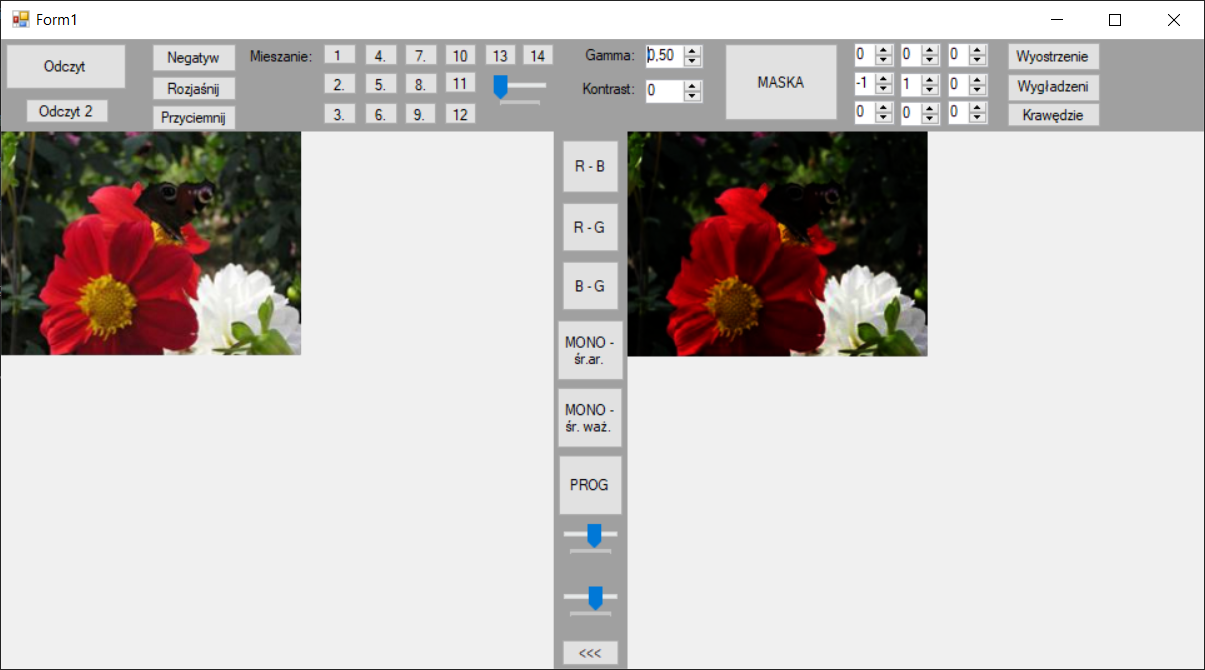 Form1
Odczyt
Odczyt 2
Negatyw
Rozjaśnij
Przyciemnij
Mieszanie:
1 4. 7. 10 13 14
2. 5. 8. 11
3. 6. 9. 12
Gamma: 0,50
Kontrast: 0
MASKA
0 0 0
-1 1 0
0 0 0
Wyostrzenie
Wygładzeni
Krawędzie
R - B
R - G
B - G
MONO -
śr.ar.
MONO -
śr. waż.
PROG
<<<